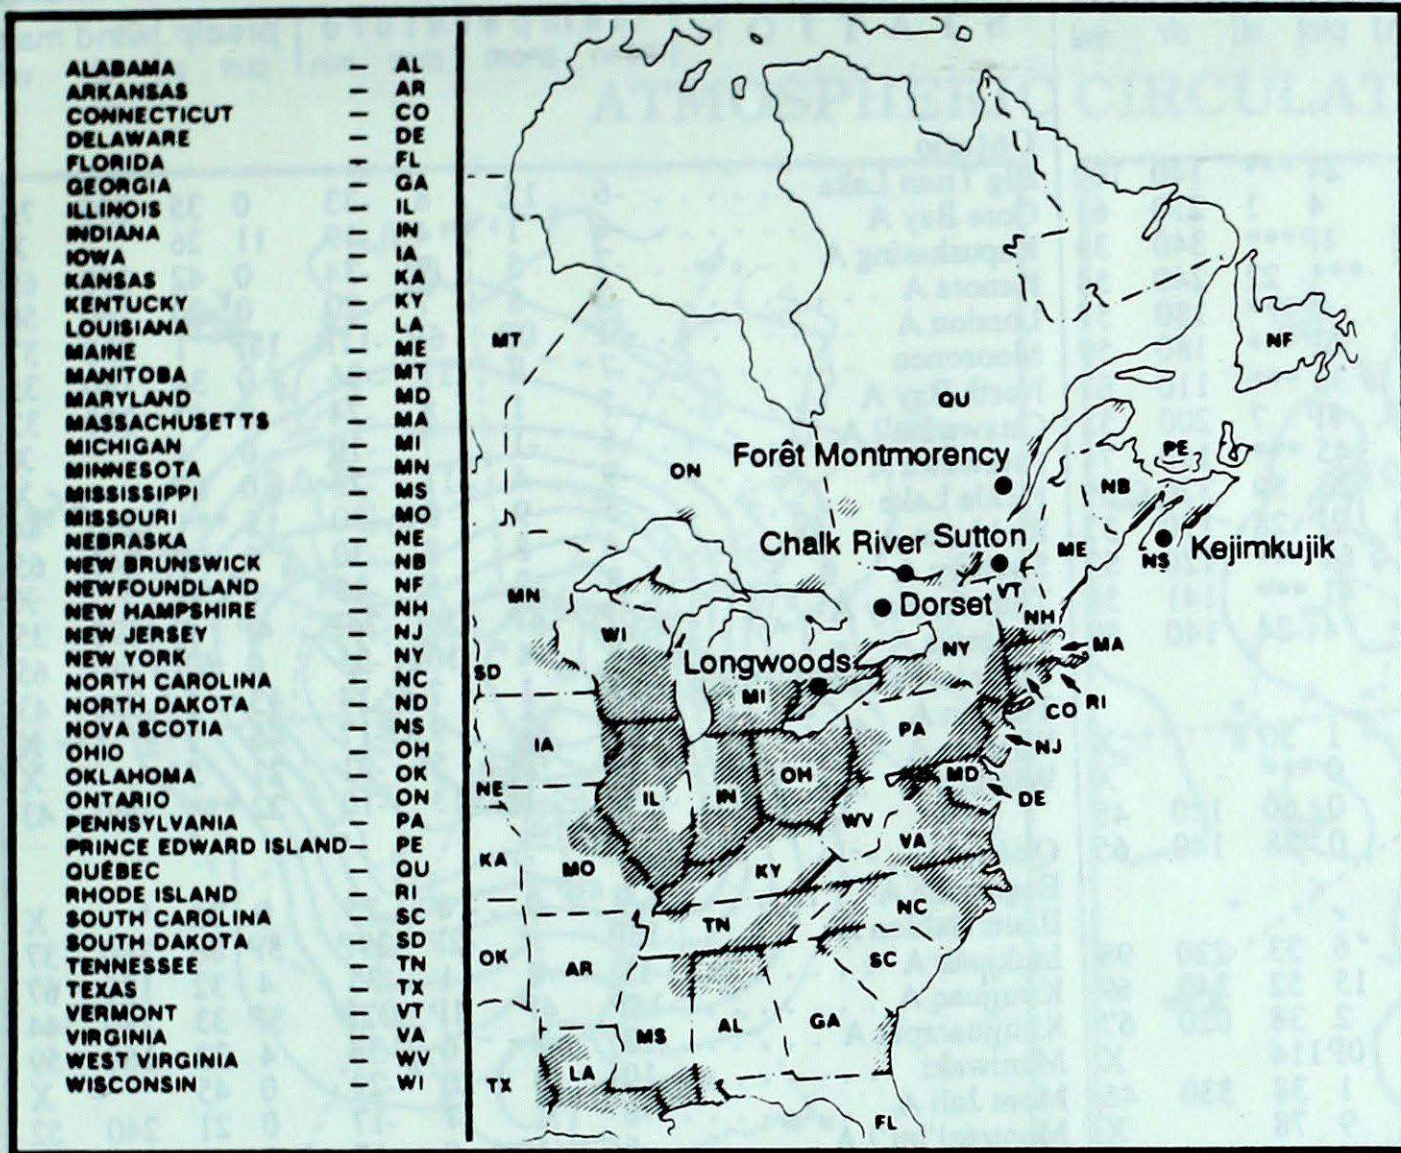 ALABAMA – AL
ARKANSAS – AR
CONNECTICUT – CO
DELAWARE – DE
FLORIDA – FL
GEORGIA – GA
ILLINOIS – IL
INDIANA – IN
IOWA – IA
KANSAS – KA
KENTUCKY – KY
LOUISIANA – LA
MAINE – ME
MANITOBA – MT
MARYLAND – MD
MASSACHUSETTS – MA
MICHIGAN – MI
MINNESOTA – MN
MISSISSIPPI – MS
MISSOURI – MO
NEBRASKA – NE
NEW BRUNSWICK – NB
NEWFOUNDLAND – NF
NEW HAMPSHIRE – NH
NEW JERSEY – NJ
NEW YORK – NY
NORTH CAROLINA – NC
NORTH DAKOTA – ND
NOVA SCOTIA – NS
OHIO – OH
OKLAHOMA – OK
ONTARIO – ON
PENNSYLVANIA – PA
PRINCE EDWARD ISLAND – PE
QUÉBEC – QU
RHODE ISLAND – RI
SOUTH CAROLINA – SC
SOUTH DAKOTA – SD
TENNESSEE – TN
TEXAS – TX
VERMONT – VT
VIRGINIA – VA
WEST VIRGINIA – WV
WISCONSIN – WI
MT
NF
QU
ON
Forêt Montmorency
PE
NB
Chalk River
Sutton
ME
NS
Kejimkujik
MN
VT
Dorset
NH
WI
NY
MA
SD
Longwoods
MI
CO
RI
IA
PA
NJ
NE
IL
IN
OH
MD
DE
WV
VA
KA
MO
KY
NC
TN
OK
AR
SC
MS
AL
GA
TX
LA
FL